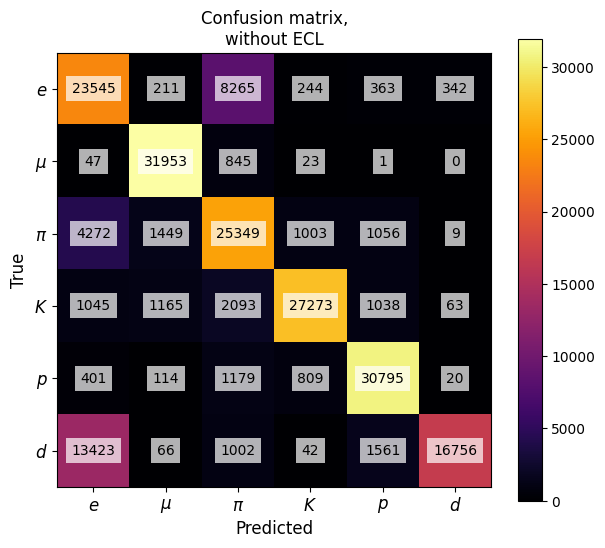 Confusion matrix,
without ECL
e 23545 211 8265 244 363 342
μ 47 31953 845 23 1 0
π 4272 1449 25349 1003 1056 9
K 1045 1165 2093 27273 1038 63
p 401 114 1179 809 30795 20
d 13423 66 1002 42 1561 16756
e μ π K p d
True
Predicted
30000
25000
20000
15000
10000
5000
0